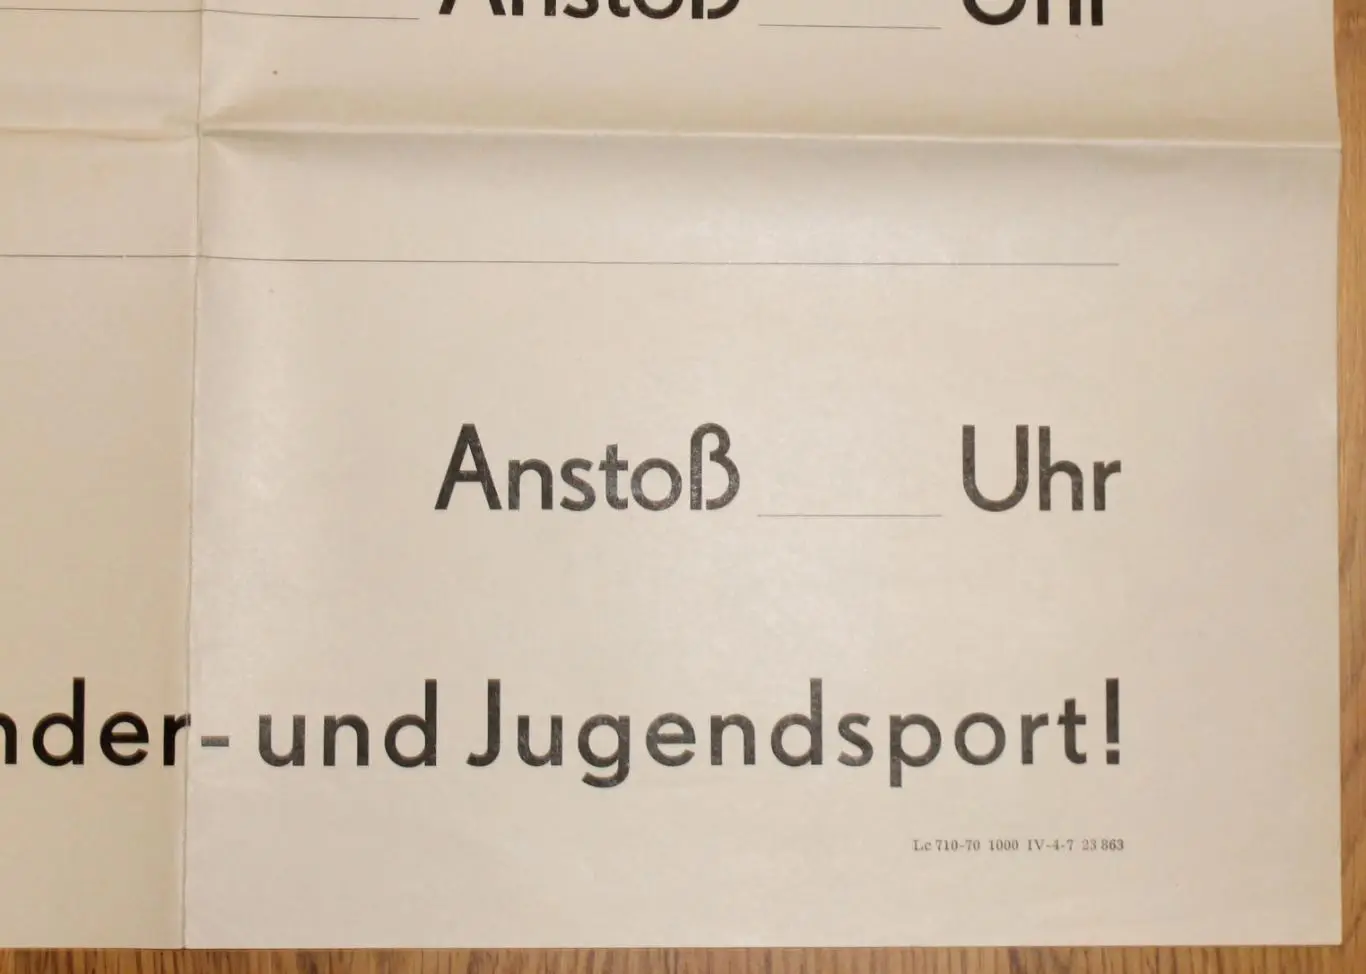 Anstoß Uhr
Anstoß Uhr
nder- und Jugendsport!
Lc 710-70 1000 IV-4-7 23 863